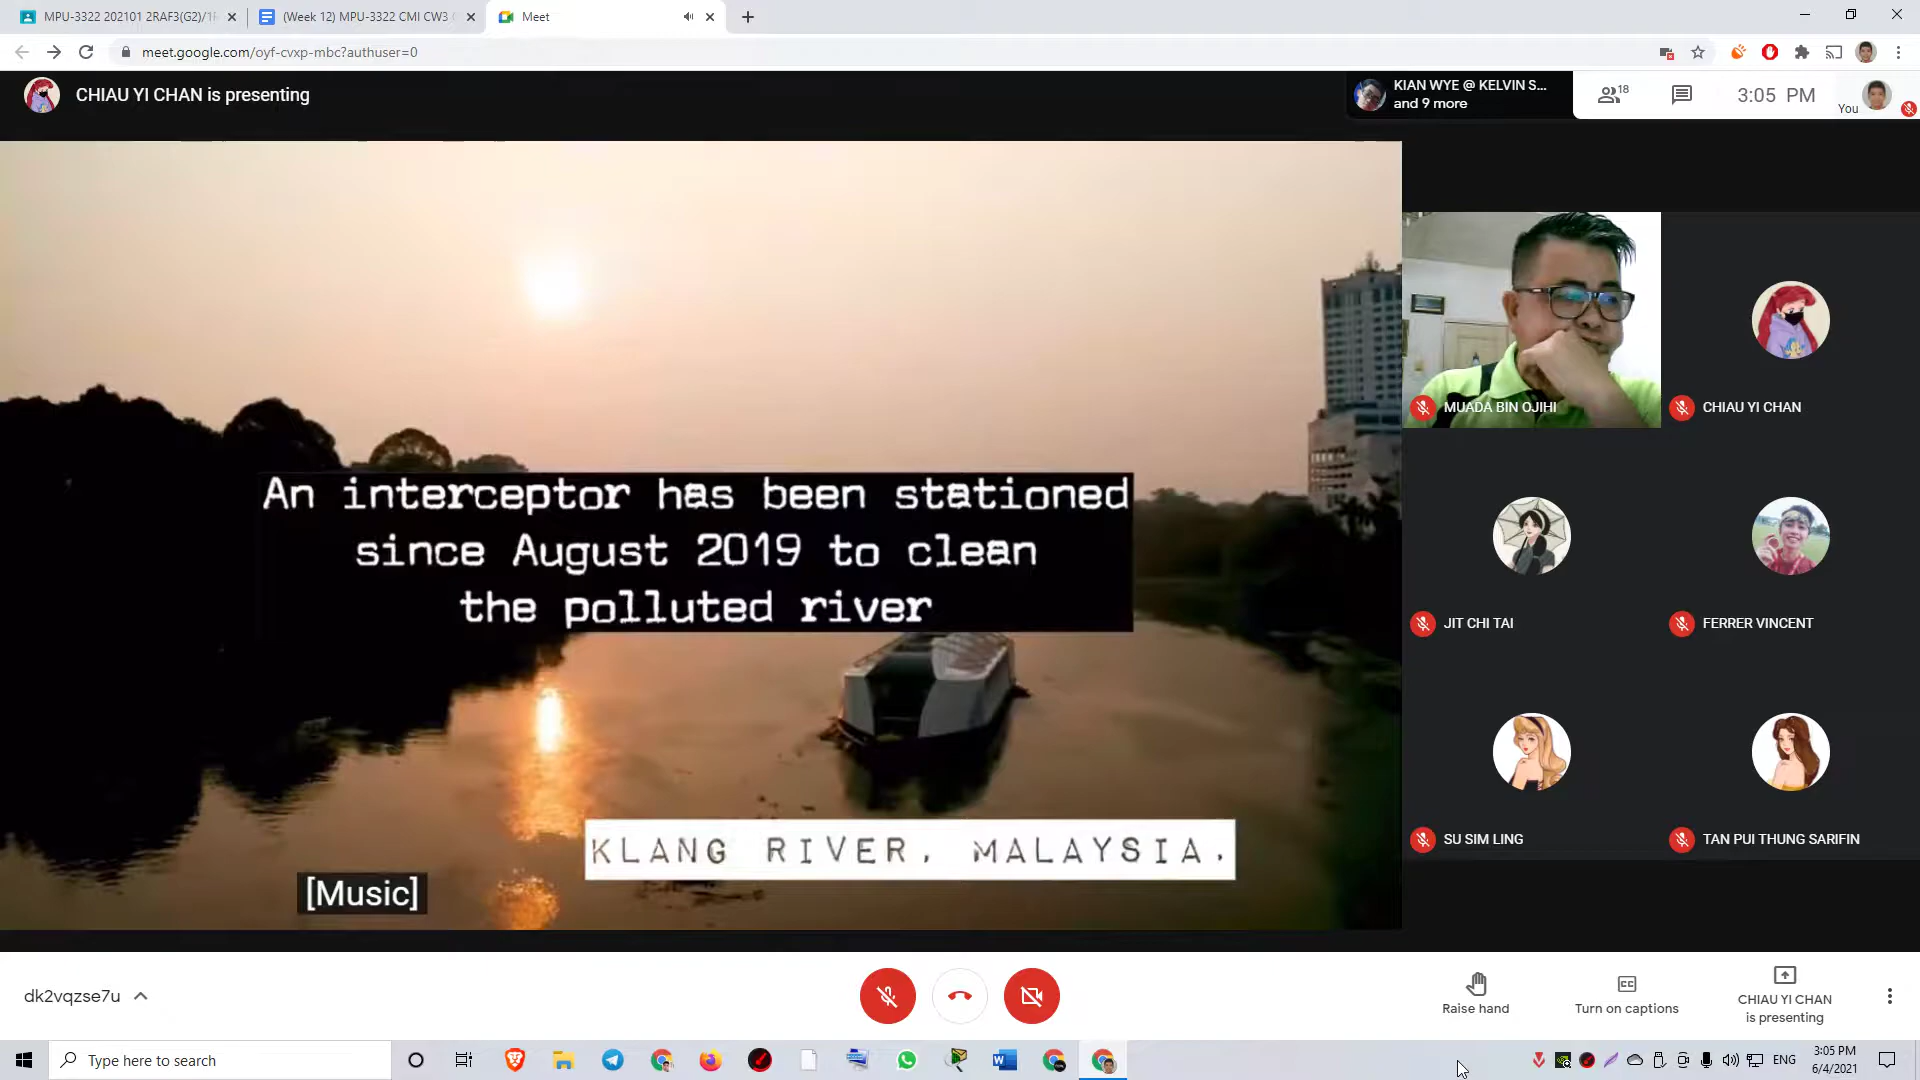 MPU-3322 202101 2RAF3(G2)/1R
(Week 12) MPU-3322 CMI CW3
Meet
meet.google.com/oyf-cvxp-mbc?authuser=0
CHIAU YI CHAN is presenting
KIAN WYE @ KELVIN S...
and 9 more
18
3:05 PM
You
An interceptor has been stationed
since August 2019 to clean
the polluted river
KLANG RIVER, MALAYSIA.
[Music]
MUADA BIN OJIHI
CHIAU YI CHAN
JIT CHI TAI
FERRER VINCENT
SU SIM LING
TAN PUI THUNG SARIFIN
dk2vqzse7u
Raise hand
Turn on captions
CHIAU YI CHAN
is presenting
Type here to search
ENG
3:05 PM
6/4/2021